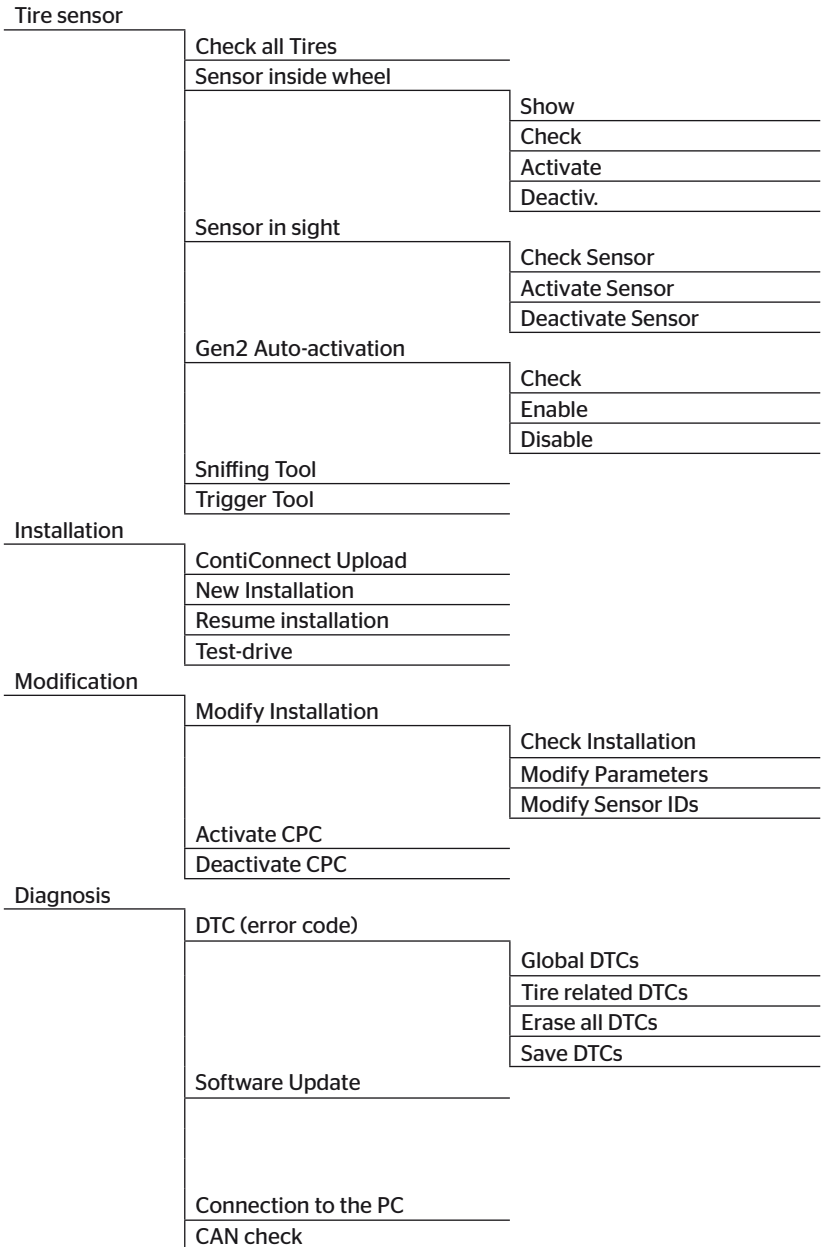 Tire sensor
Check all Tires
Sensor inside wheel
Show
Check
Activate
Deactiv.
Sensor in sight
Check Sensor
Activate Sensor
Deactivate Sensor
Gen2 Auto-activation
Check
Enable
Disable
Sniffing Tool
Trigger Tool
Installation
ContiConnect Upload
New Installation
Resume installation
Test-drive
Modification
Modify Installation
Check Installation
Modify Parameters
Modify Sensor IDs
Activate CPC
Deactivate CPC
Diagnosis
DTC (error code)
Global DTCs
Tire related DTCs
Erase all DTCs
Save DTCs
Software Update
Connection to the PC
CAN check